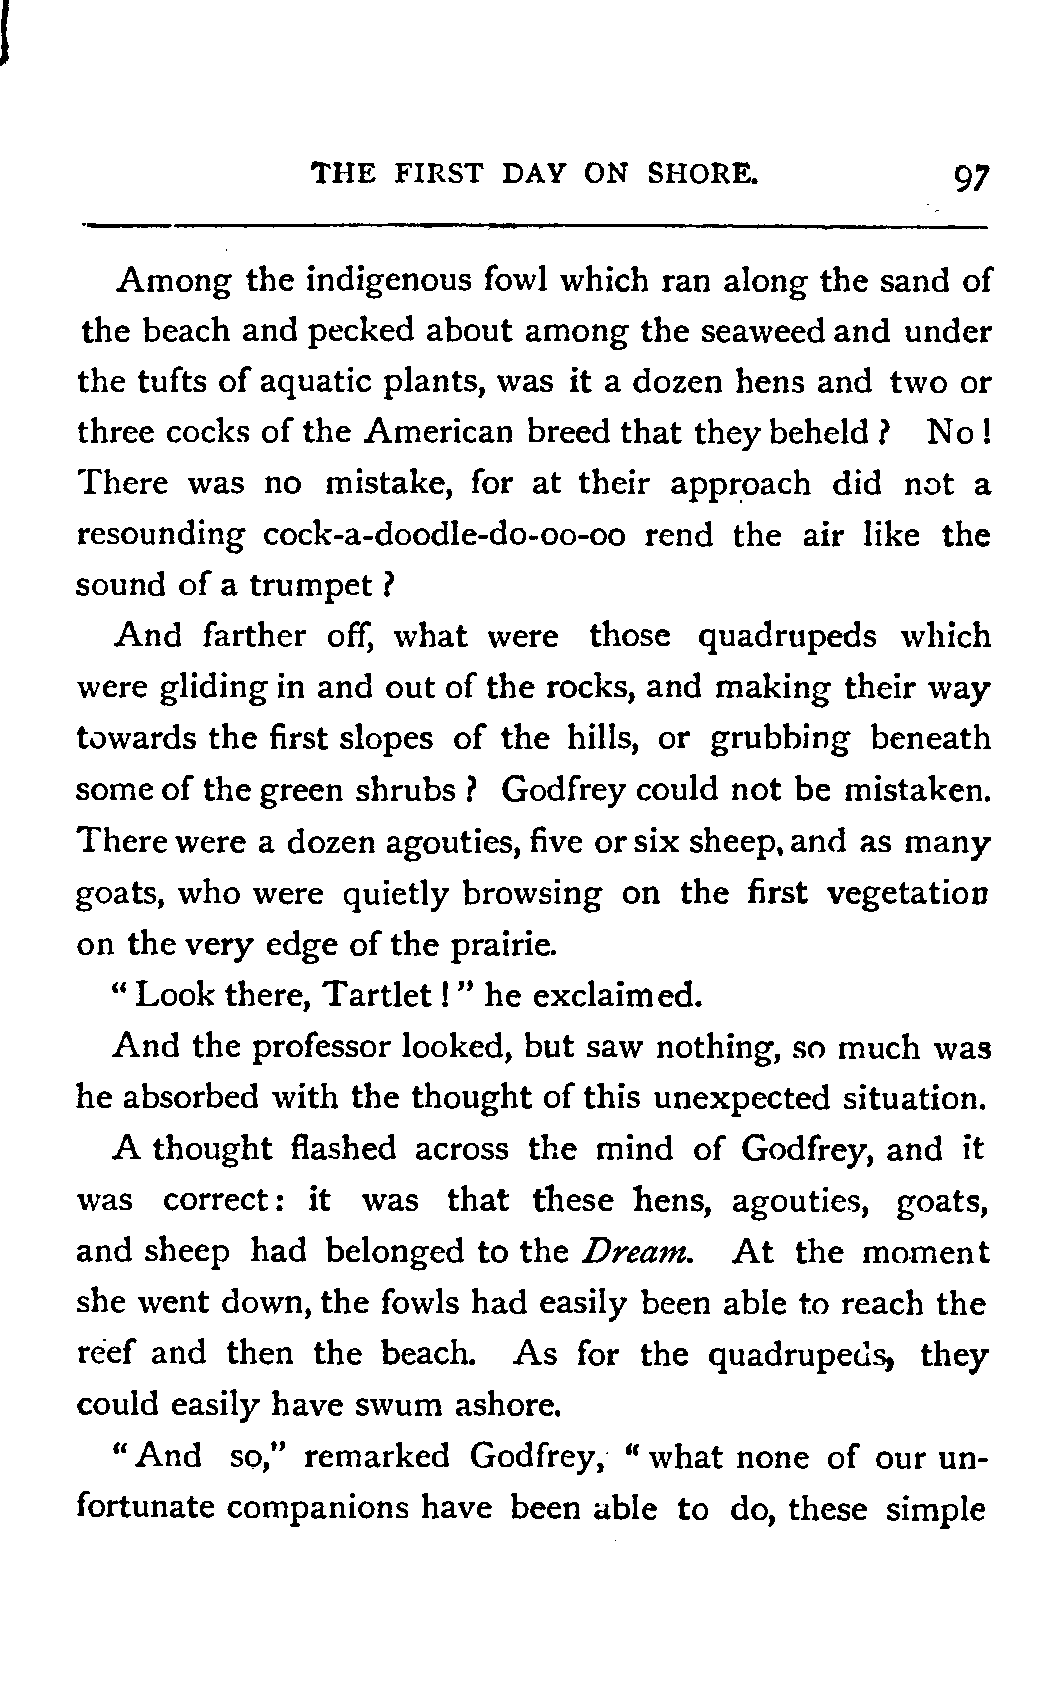 THE FIRST DAY ON SHORE. 97
Among the indigenous fowl which ran along the sand of
the beach and pecked about among the seaweed and under
the tufts of aquatic plants, was it a dozen hens and two or
three cocks of the American breed that they beheld ? No !
There was no mistake, for at their approach did not a
resounding cock-a-doodle-do-oo-oo rend the air like the
sound of a trumpet ?
And farther off, what were those quadrupeds which
were gliding in and out of the rocks, and making their way
towards the first slopes of the hills, or grubbing beneath
some of the green shrubs ? Godfrey could not be mistaken.
There were a dozen agouties, five or six sheep, and as many
goats, who were quietly browsing on the first vegetation
on the very edge of the prairie.
“ Look there, Tartlet ! ” he exclaimed.
And the professor looked, but saw nothing, so much was
he absorbed with the thought of this unexpected situation.
A thought flashed across the mind of Godfrey, and it
was correct : it was that these hens, agouties, goats,
and sheep had belonged to the Dream. At the moment
she went down, the fowls had easily been able to reach the
reef and then the beach. As for the quadrupeds, they
could easily have swum ashore.
“ And so,” remarked Godfrey, “ what none of our un-
fortunate companions have been able to do, these simple